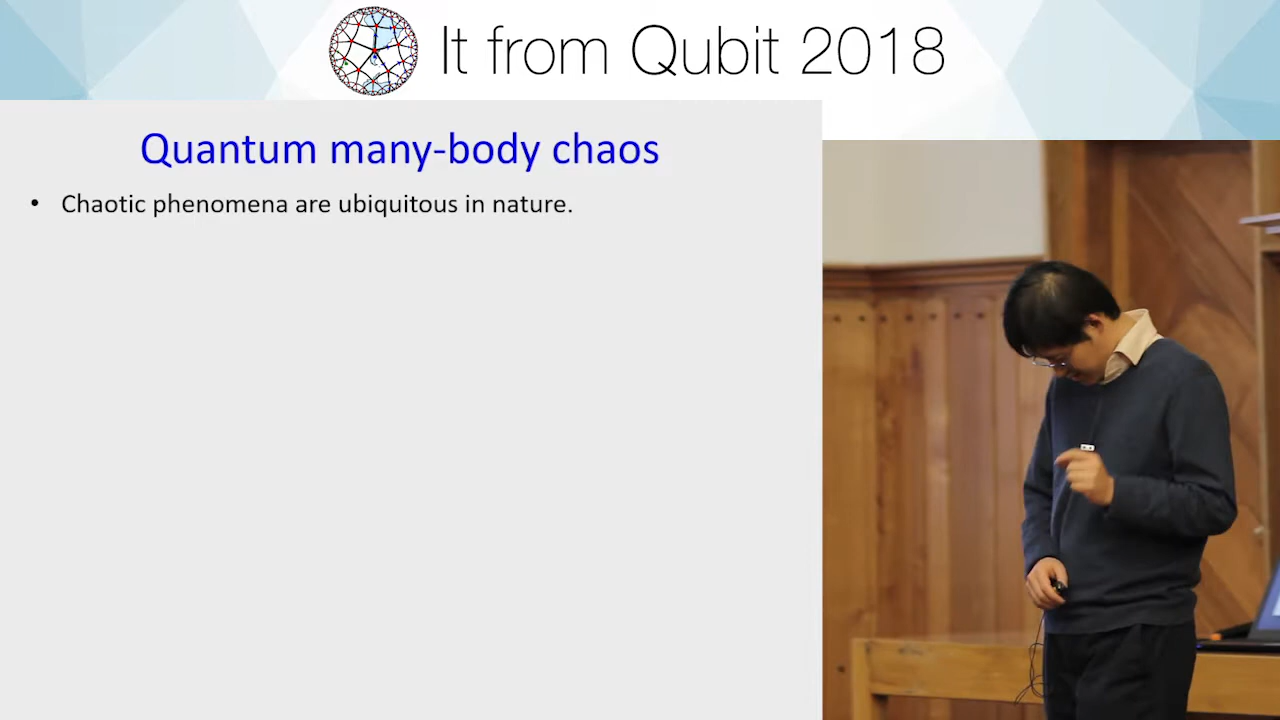 It from Qubit 2018
Quantum many-body chaos
• Chaotic phenomena are ubiquitous in nature.